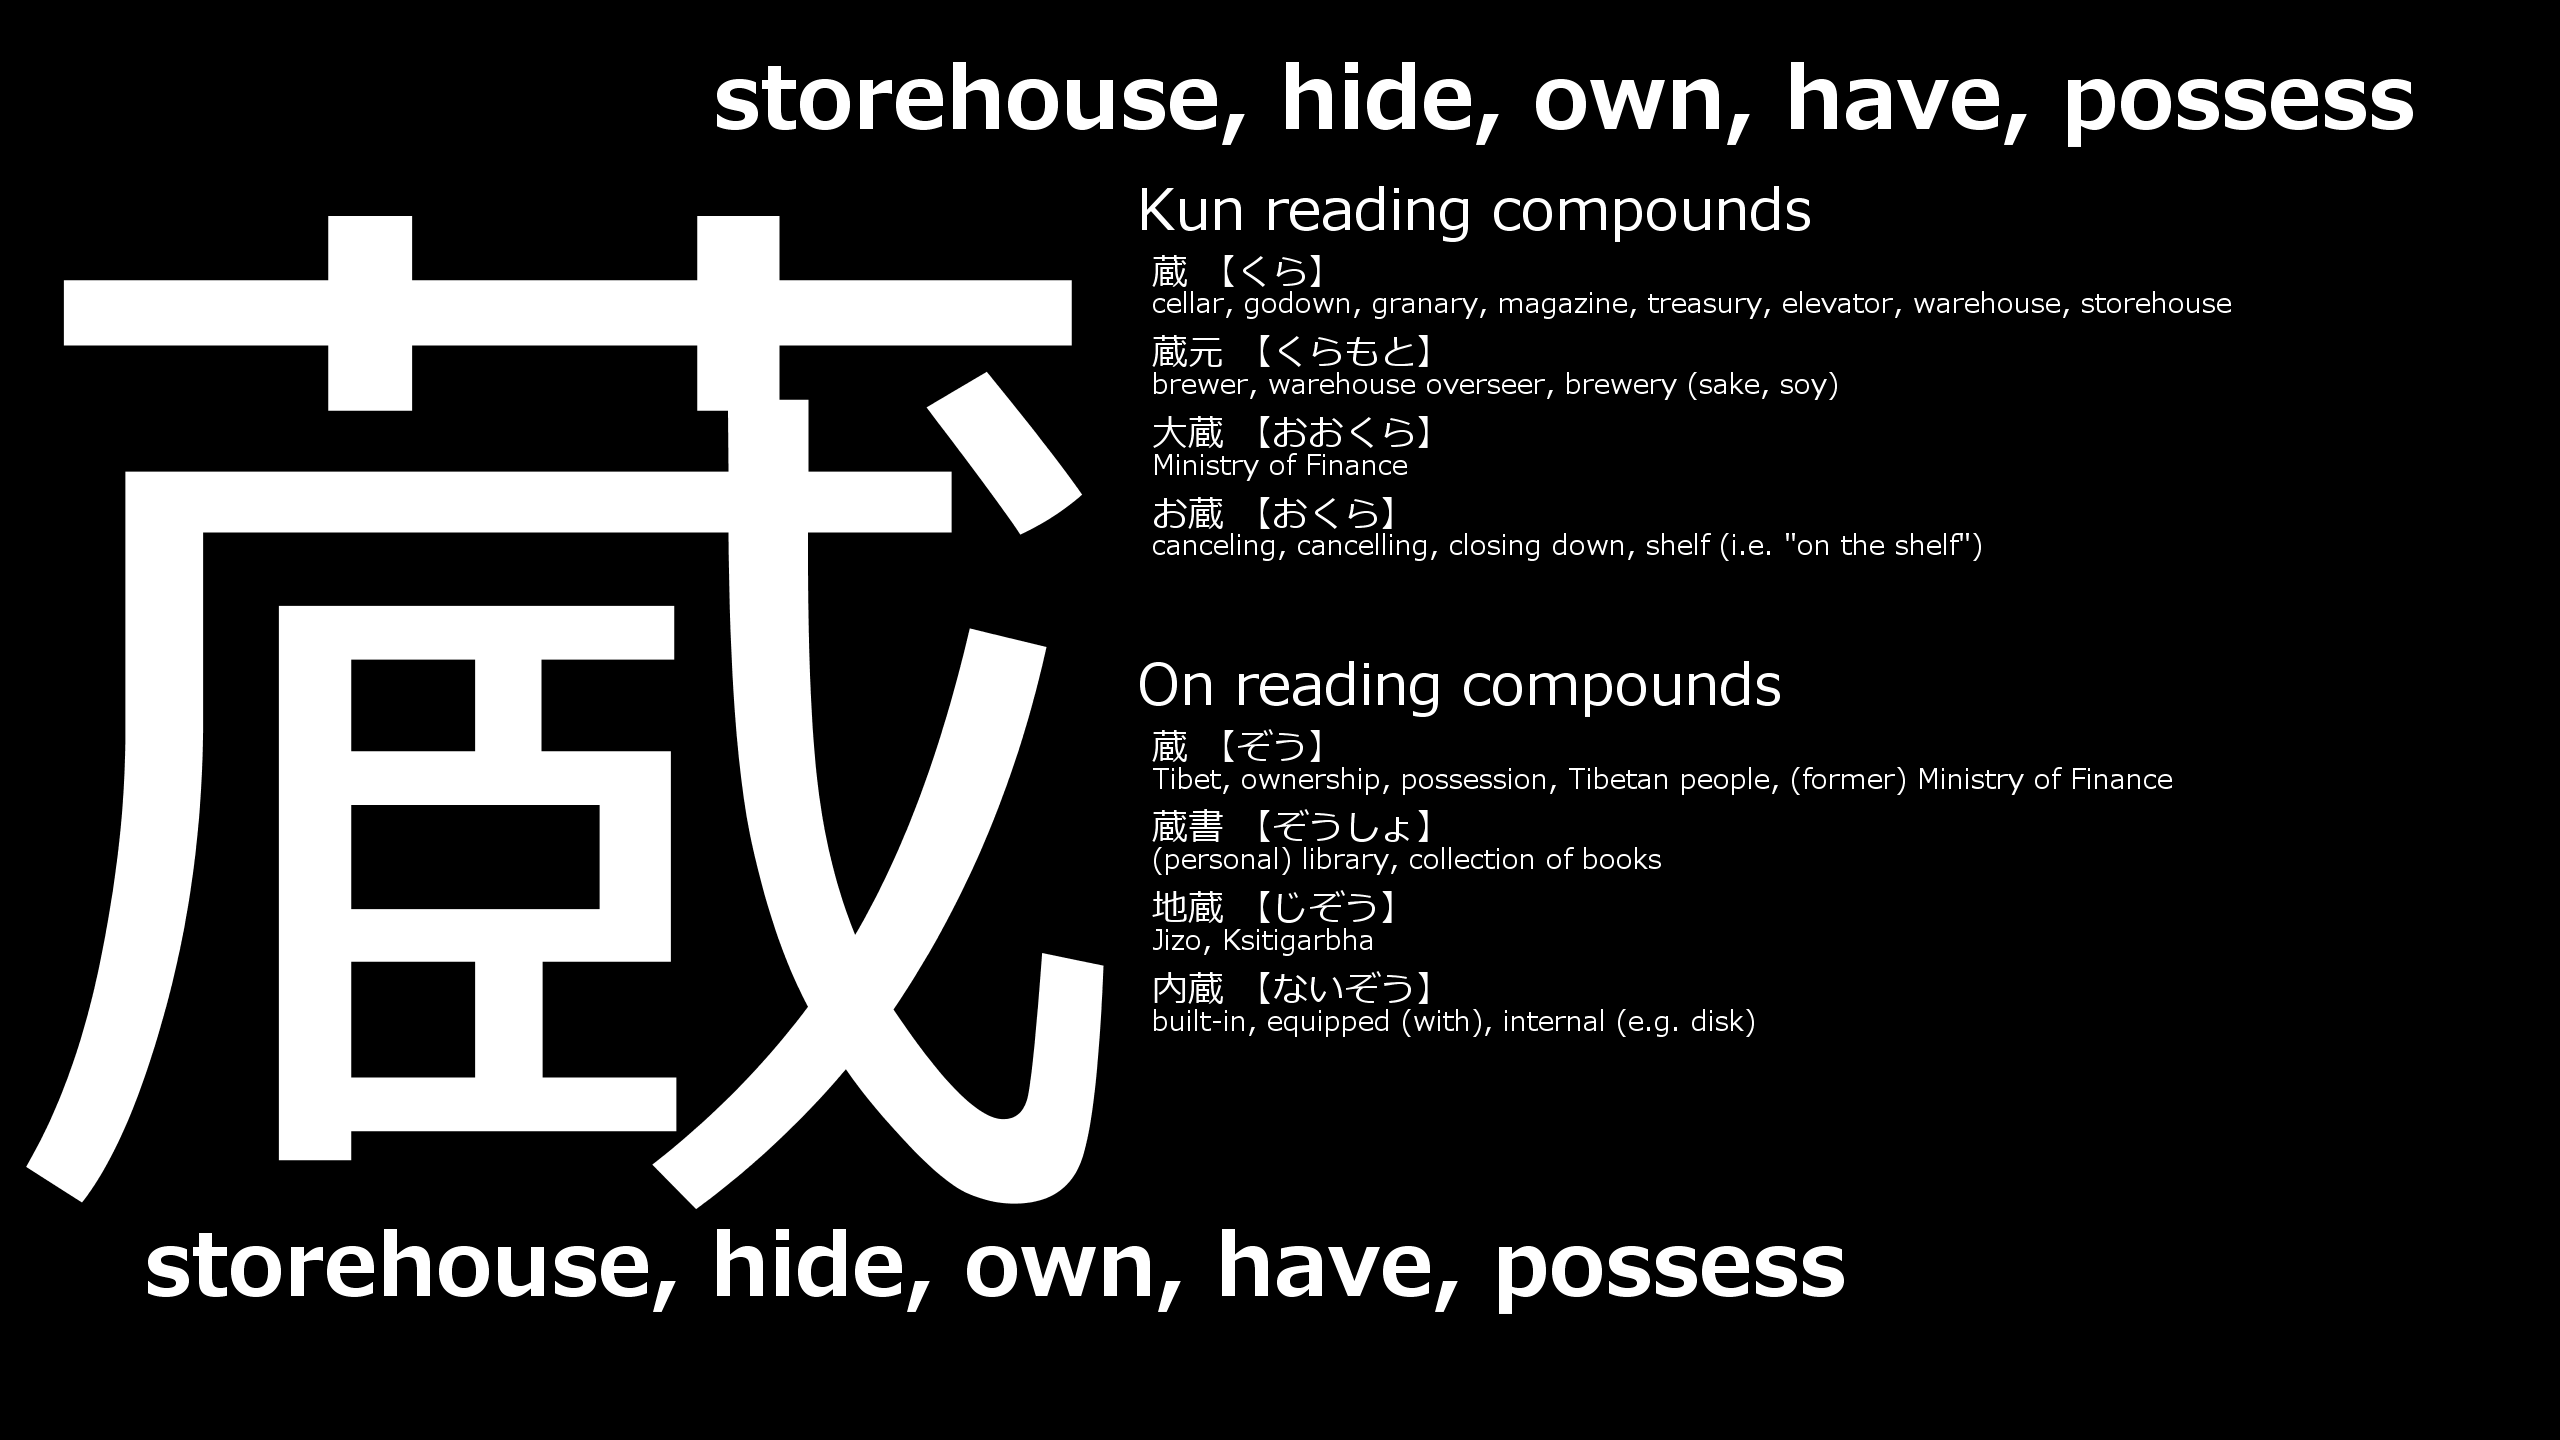 storehouse, hide, own, have, possess
蔵
Kun reading compounds
蔵 【くら】
cellar, godown, granary, magazine, treasury, elevator, warehouse, storehouse
蔵元 【くらもと】
brewer, warehouse overseer, brewery (sake, soy)
大蔵 【おおくら】
Ministry of Finance
お蔵 【おくら】
canceling, cancelling, closing down, shelf (i.e. "on the shelf")
On reading compounds
蔵 【ぞう】
Tibet, ownership, possession, Tibetan people, (former) Ministry of Finance
蔵書 【ぞうしょ】
(personal) library, collection of books
地蔵 【じぞう】
Jizo, Ksitigarbha
内蔵 【ないぞう】
built-in, equipped (with), internal (e.g. disk)
storehouse, hide, own, have, possess